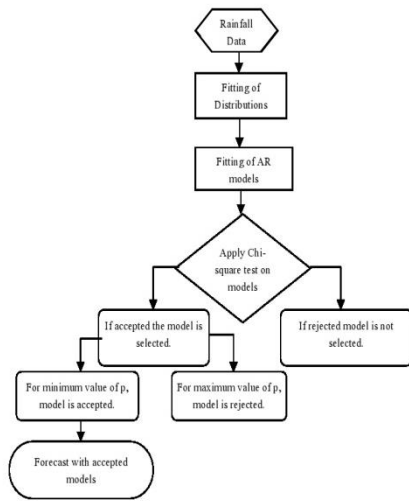 Rainfall
Data
Fitting of
Distributions
Fitting of AR
models
Apply Chi-
square test on
models
If accepted the model is
selected.
If rejected model is not
selected.
For minimum value of p,
model is accepted.
For maximum value of p,
model is rejected.
Forecast with accepted
models